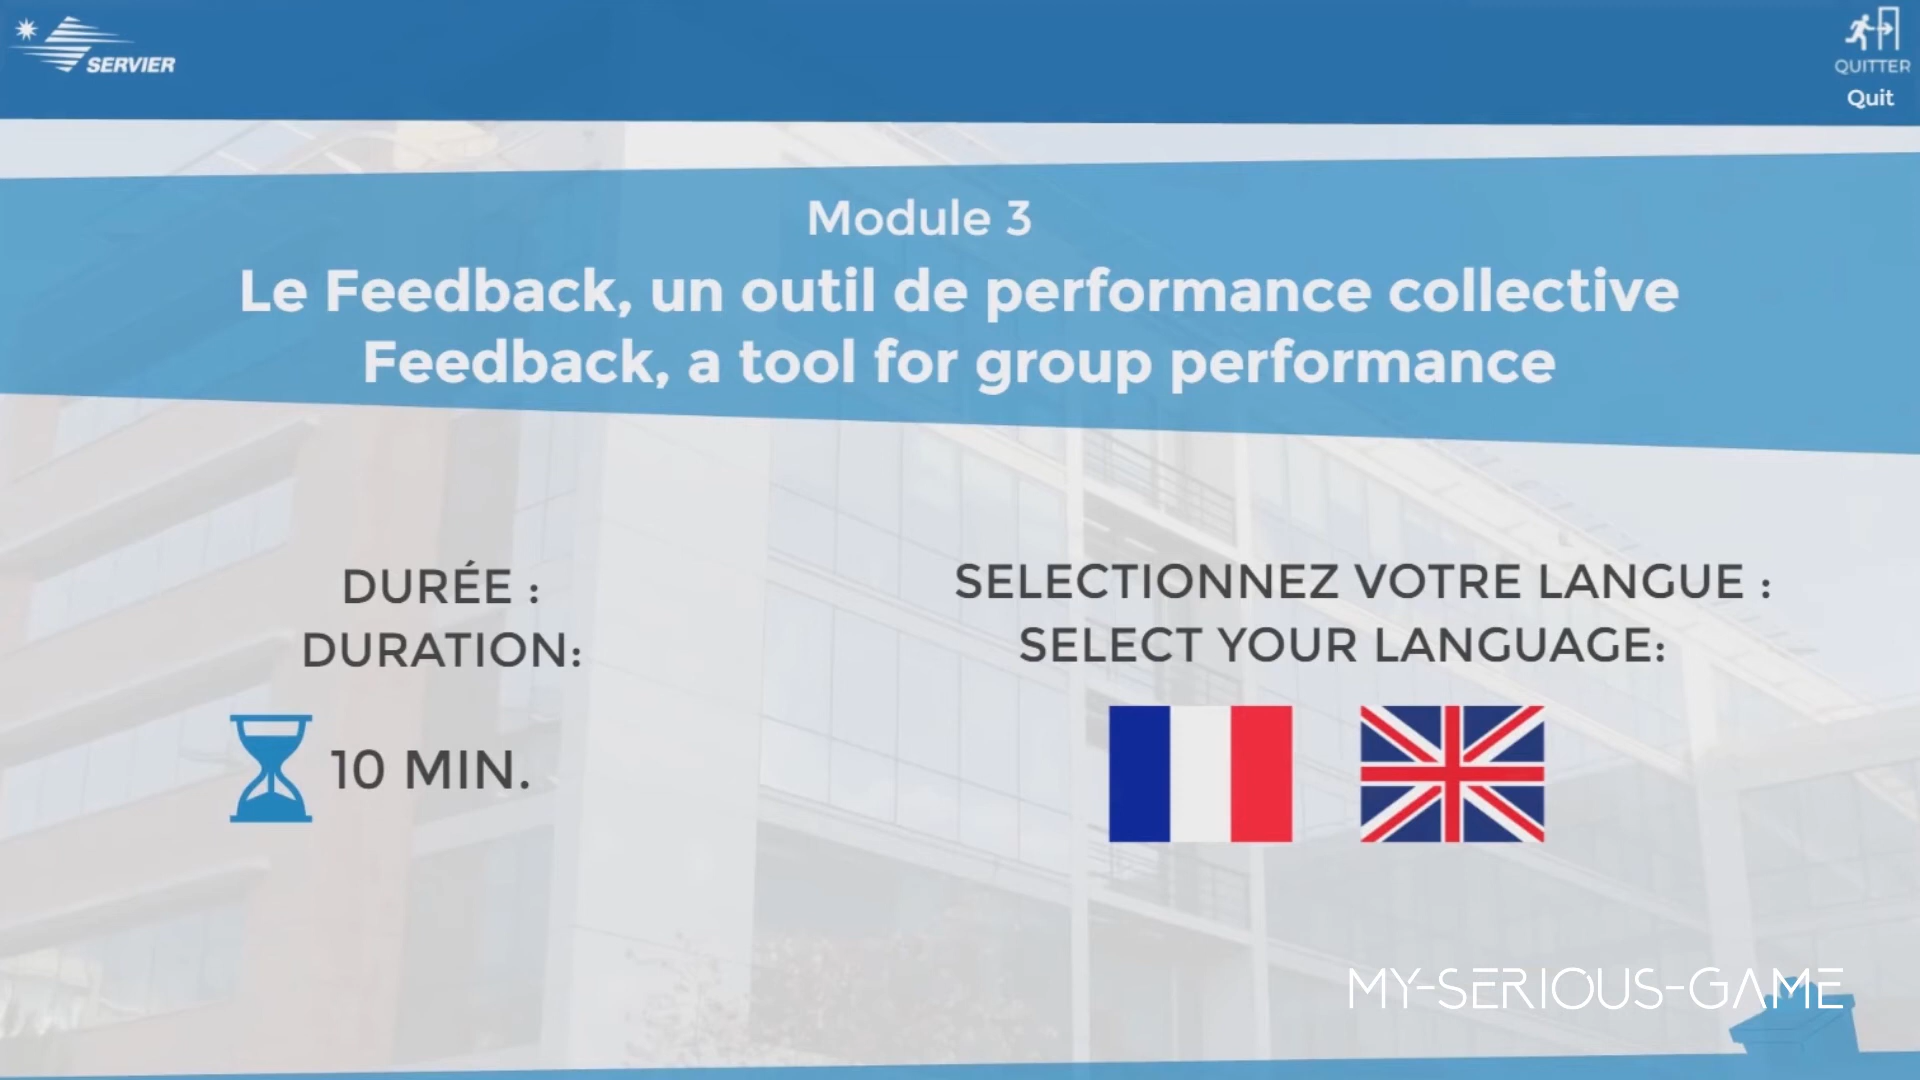 SERVIER
QUITTER
Quit
Module 3
Le Feedback, un outil de performance collective
Feedback, a tool for group performance
DURÉE :
DURATION:
10 MIN.
SELECTIONNEZ VOTRE LANGUE :
SELECT YOUR LANGUAGE:
MY-SERIOUS-GAME